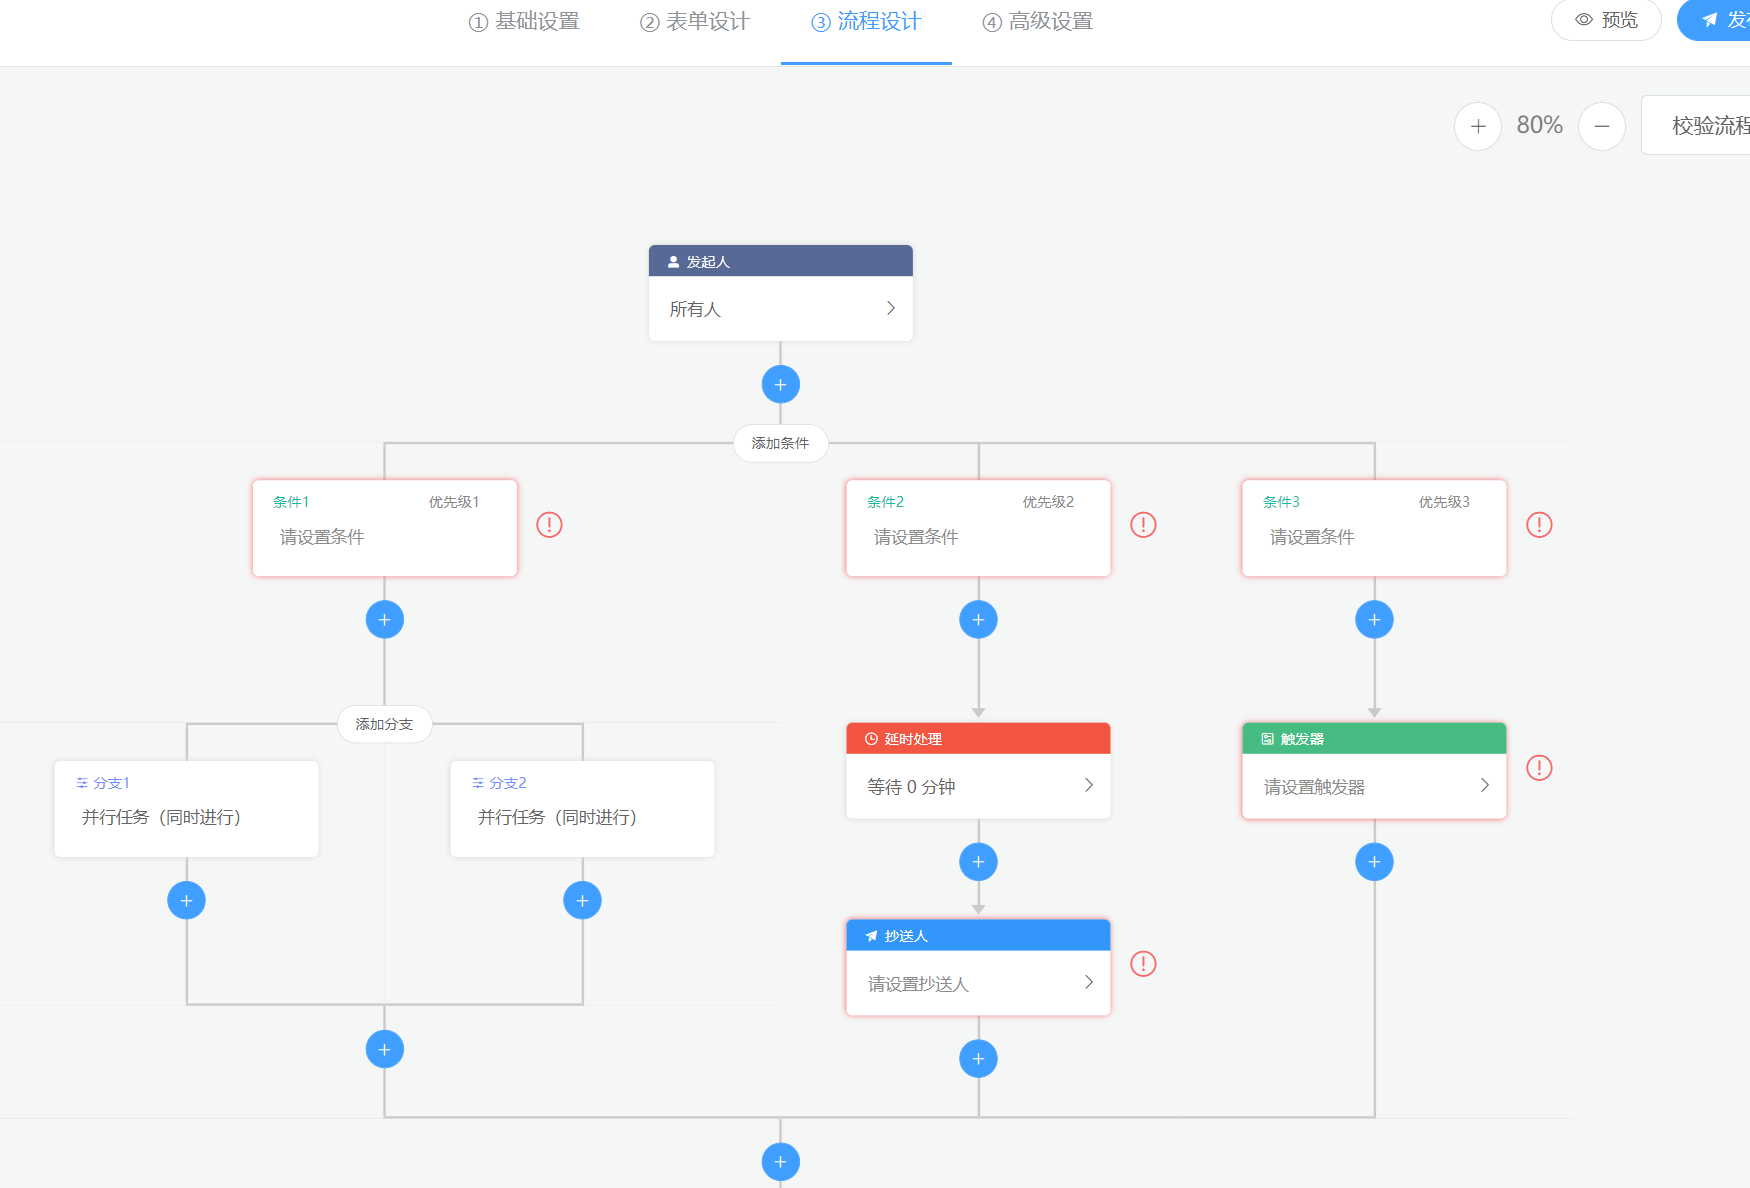 ① 基础设置
② 表单设计
③ 流程设计
④ 高级设置
预览
发
80%
校验流程
发起人
所有人
添加条件
条件1 优先级1
请设置条件
条件2 优先级2
请设置条件
条件3 优先级3
请设置条件
添加分支
分支1
并行任务（同时进行）
分支2
并行任务（同时进行）
延时处理
等待 0 分钟
触发器
请设置触发器
抄送人
请设置抄送人